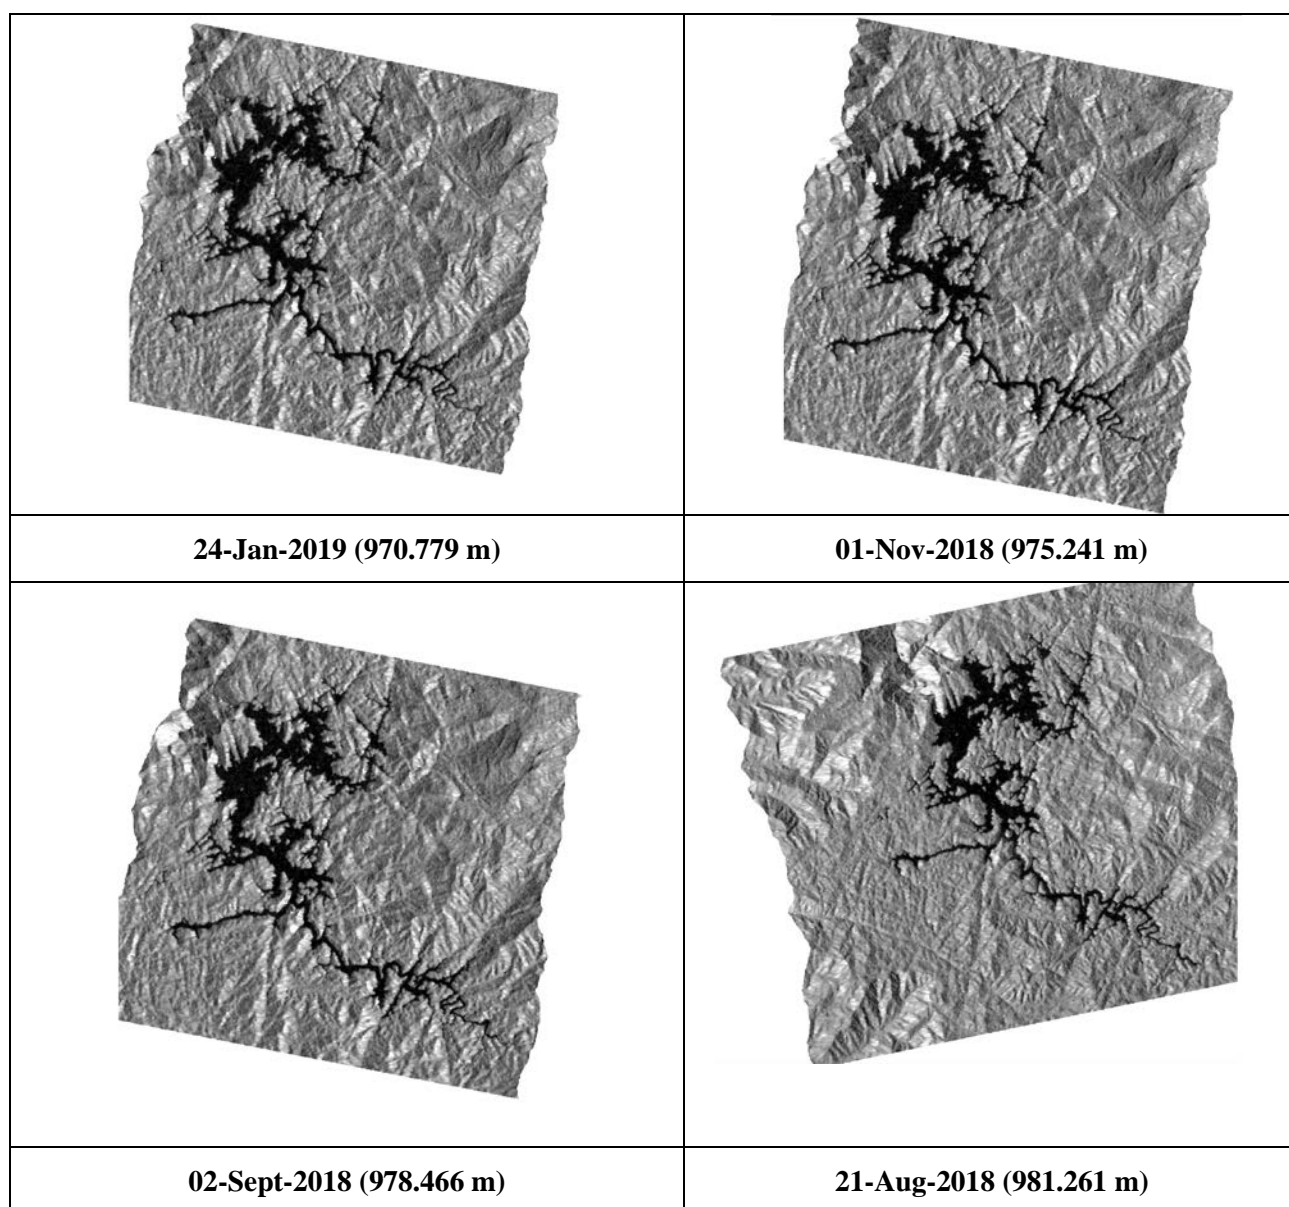 24-Jan-2019 (970.779 m)
01-Nov-2018 (975.241 m)
02-Sept-2018 (978.466 m)
21-Aug-2018 (981.261 m)